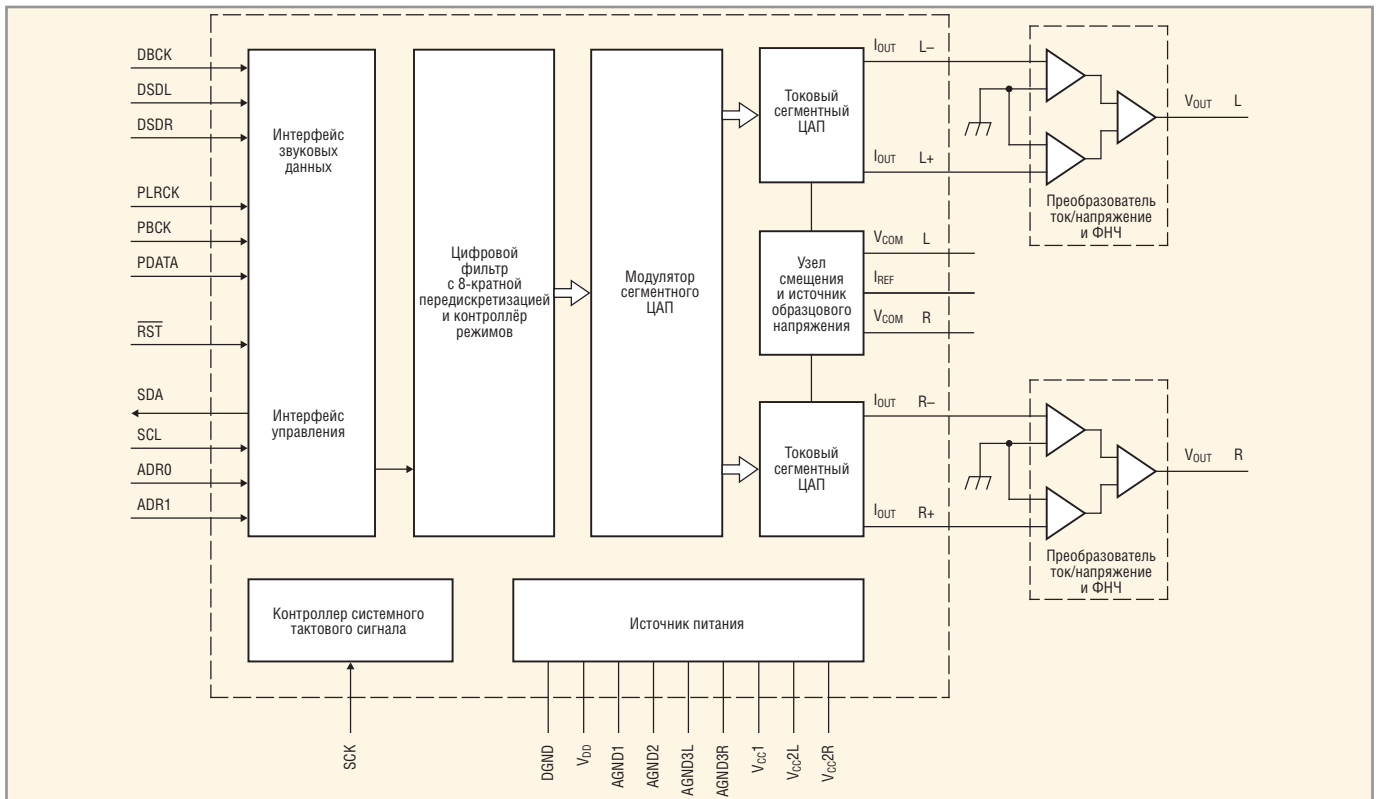 DBCK
DSDL
DSDR
PLRCK
PBCK
PDATA
RST
SDA
SCL
ADR0
ADR1
Интерфейс
звуковых
данных
Интерфейс
управления
Цифровой
фильтр
с 8-кратной
передискретизацией
и контроллёр
режимов
Модулятор
сегментного
ЦАП
Токовый
сегментный
ЦАП
Узел
смещения
и источник
образцового
напряжения
Токовый
сегментный
ЦАП
IOUT L–
IOUT L+
VCOM L
IREF
VCOM R
IOUT R–
IOUT R+
Преобразователь
ток/напряжение
и ФНЧ
VOUT L
Преобразователь
ток/напряжение
и ФНЧ
VOUT R
Контроллер системного
тактового сигнала
Источник питания
SCK
DGND
VDD
AGND1
AGND2
AGND3L
AGND3R
VCC1
VCC2L
VCC2R